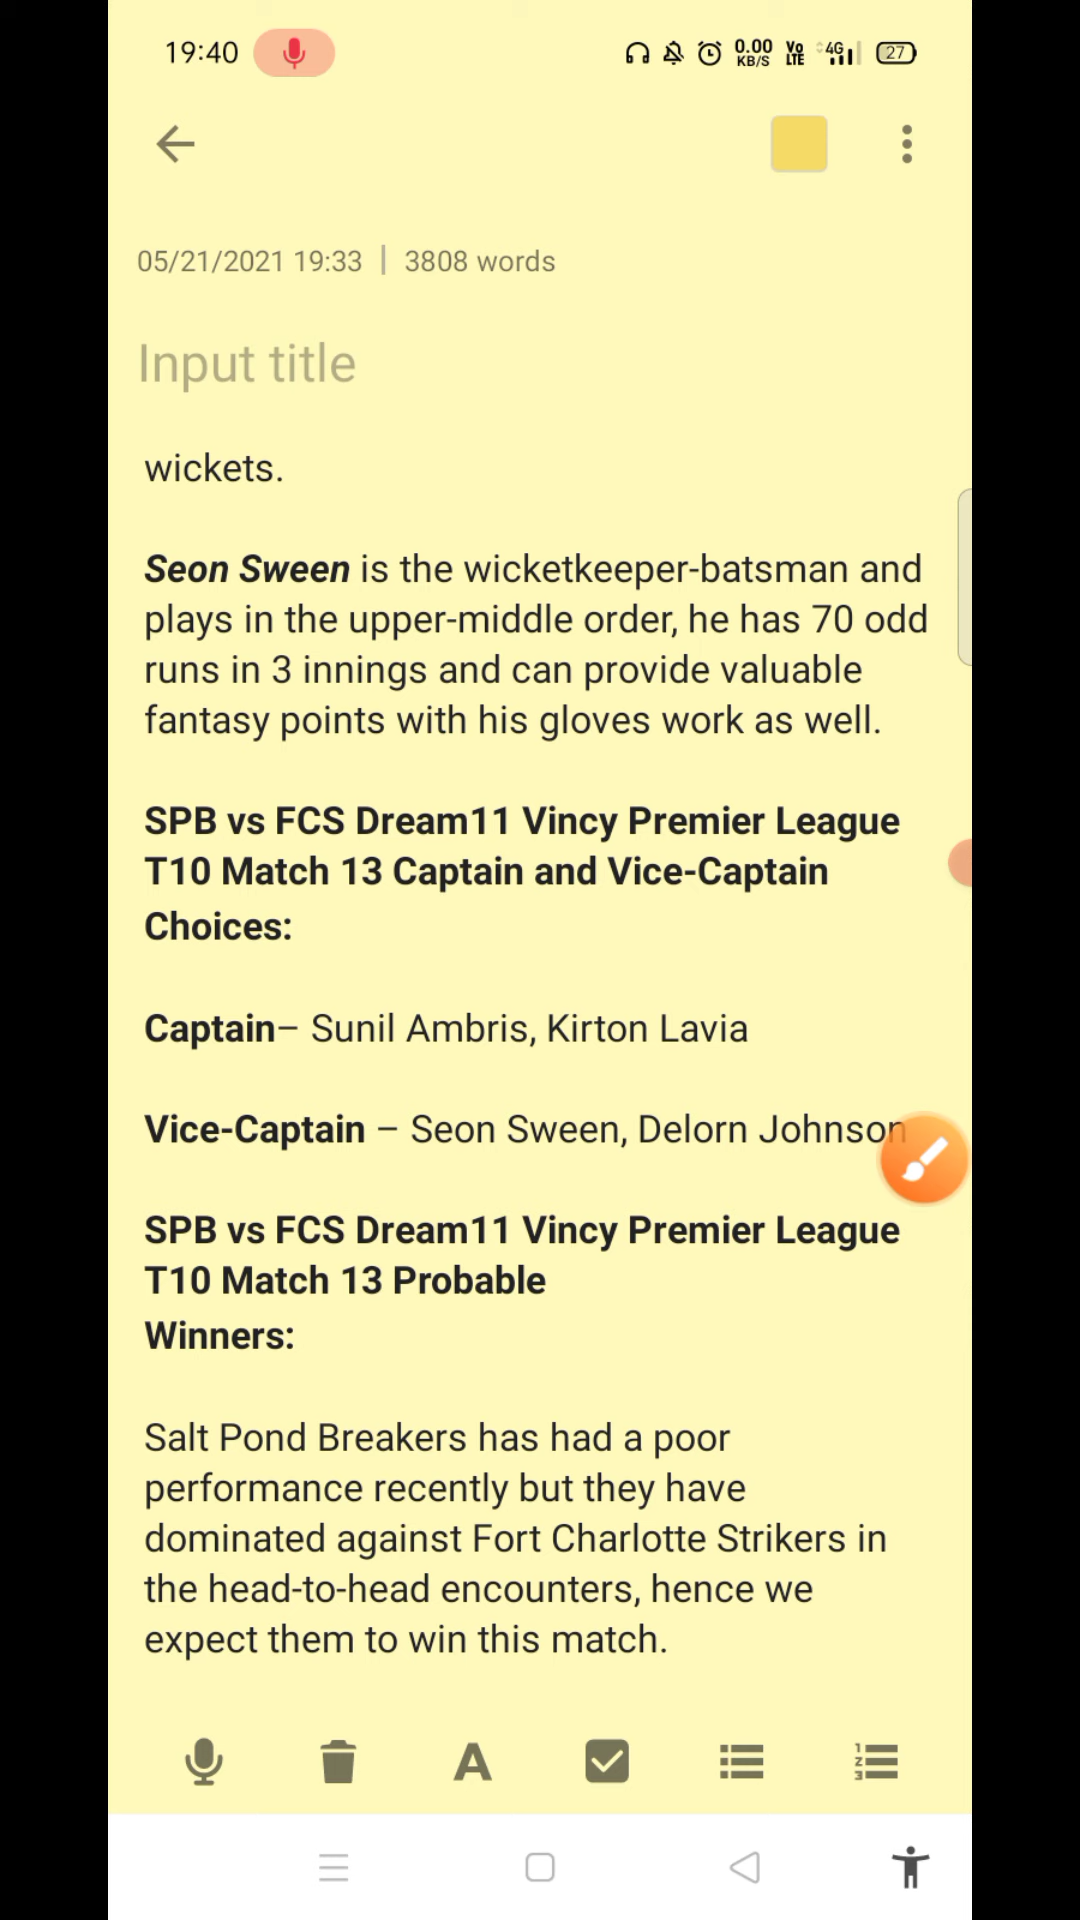 19:40 0.00 KB/S Vo LTE 4G 27
05/21/2021 19:33 | 3808 words
Input title
wickets.
Seon Sween is the wicketkeeper-batsman and
plays in the upper-middle order, he has 70 odd
runs in 3 innings and can provide valuable
fantasy points with his gloves work as well.
SPB vs FCS Dream11 Vincy Premier League
T10 Match 13 Captain and Vice-Captain
Choices:
Captain– Sunil Ambris, Kirton Lavia
Vice-Captain – Seon Sween, Delorn Johnson
SPB vs FCS Dream11 Vincy Premier League
T10 Match 13 Probable
Winners:
Salt Pond Breakers has had a poor
performance recently but they have
dominated against Fort Charlotte Strikers in
the head-to-head encounters, hence we
expect them to win this match.
A
1
2
3